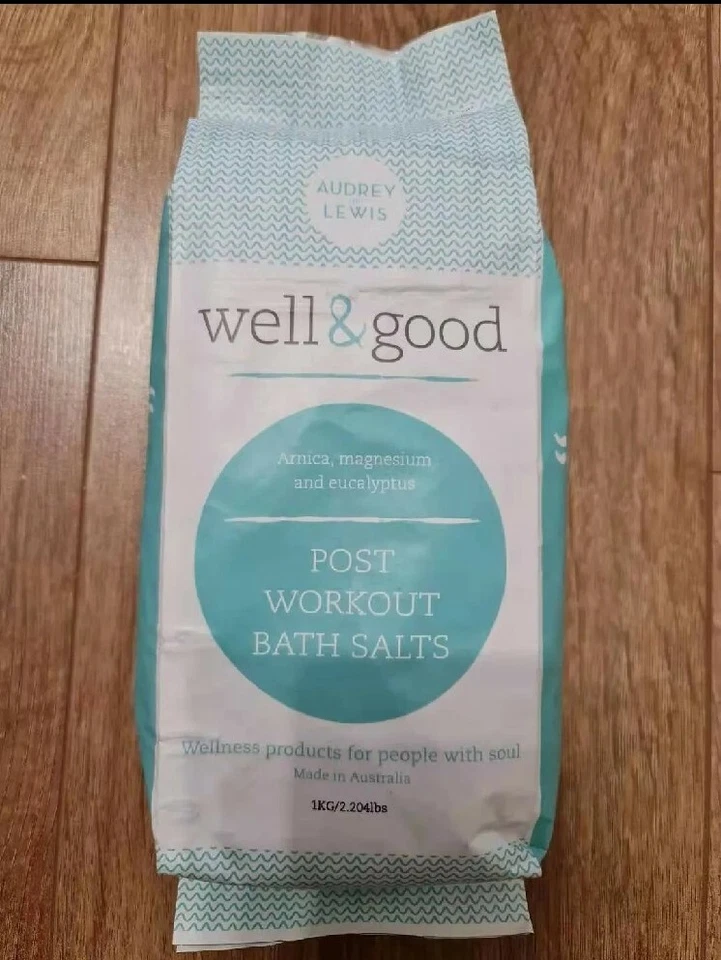 AUDREY
LEWIS
well & good
Arnica, magnesium
and eucalyptus
POST
WORKOUT
BATH SALTS
Wellness products for people with soul
Made in Australia
1KG/2.204lbs